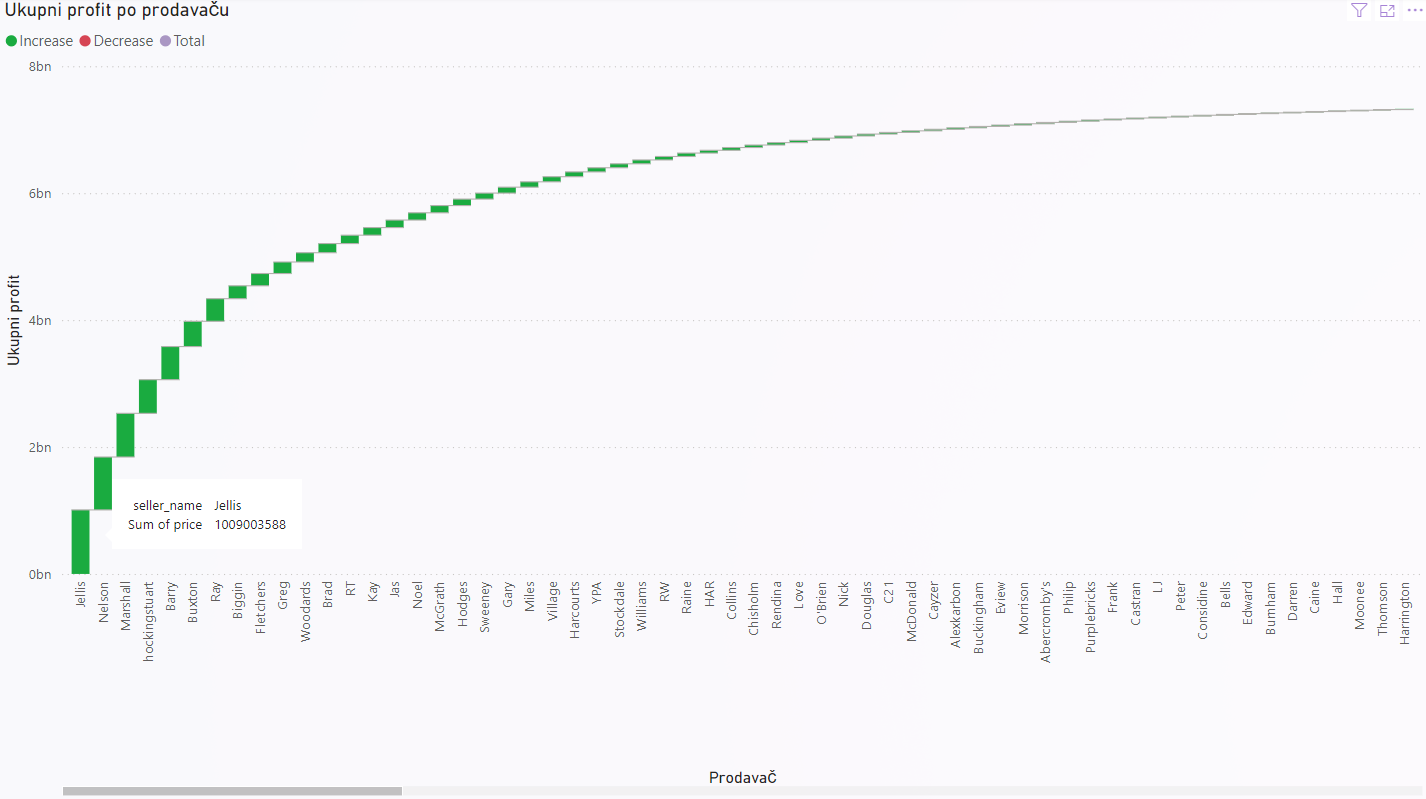 Ukupni profit po prodavaču
Increase Decrease Total
8bn
6bn
4bn
2bn
0bn
Ukupni profit
seller_name Jellis
Sum of price 1009003588
Jellis
Nelson
Marshall
hockingstuart
Barry
Buxton
Ray
Biggin
Fletchers
Greg
Woodards
Brad
RT
Kay
Jas
Noel
McGrath
Hodges
Sweeney
Gary
Miles
Village
Harcourts
YPA
Stockdale
Williams
RW
Raine
HAR
Collins
Chisholm
Rendina
Love
O'Brien
Nick
Douglas
C21
McDonald
Cayzer
Alexkarbon
Buckingham
Eview
Morrison
Abercromby's
Philip
Purplebricks
Frank
Castran
LJ
Peter
Considine
Bells
Edward
Burnham
Darren
Caine
Hall
Moonee
Thomson
Harrington
Prodavač